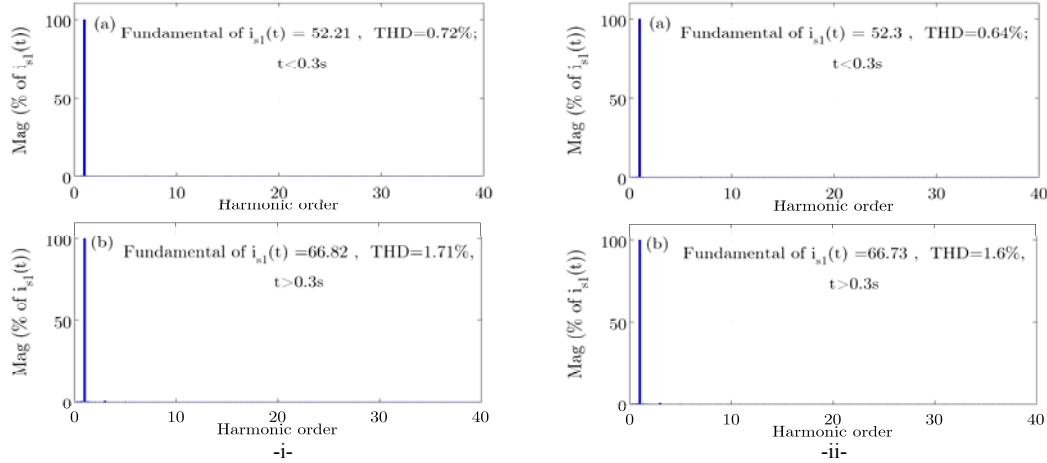 (a)
Fundamental of i_s1(t) = 52.21 , THD=0.72%;
t<0.3s
Mag (% of i_s1(t))
100
50
0
0 10 20 30 40
Harmonic order
(b)
Fundamental of i_s1(t) =66.82 , THD=1.71%,
t>0.3s
Mag (% of i_s1(t))
100
50
0
0 10 20 30 40
Harmonic order
-i-
(a)
Fundamental of i_s1(t) = 52.3 , THD=0.64%;
t<0.3s
Mag (% of i_s1(t))
100
50
0
0 10 20 30 40
Harmonic order
(b)
Fundamental of i_s1(t) =66.73 , THD=1.6%,
t>0.3s
Mag (% of i_s1(t))
100
50
0
0 10 20 30 40
Harmonic order
-ii-